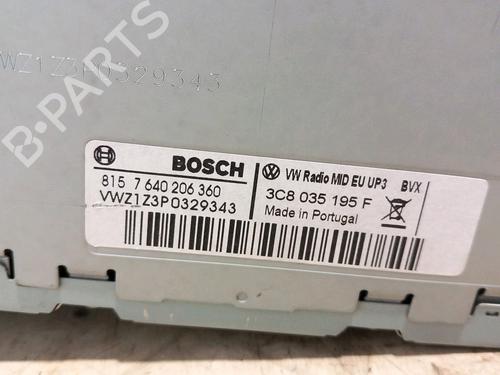 VWZ1Z3P0329343
B-PARTS
BOSCH
VW Radio MID EU UP3 BVX
815 7 640 206 360
3C8 035 195 F
VWZ1Z3P0329343
Made in Portugal